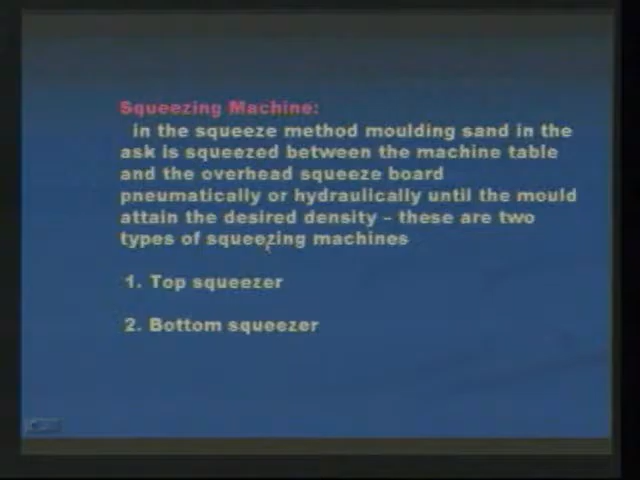 Squeezing Machine:
in the squeeze method moulding sand in the
ask is squeezed between the machine table
and the overhead squeeze board
pneumatically or hydraulically until the mould
attain the desired density – these are two
types of squeezing machines
1. Top squeezer
2. Bottom squeezer